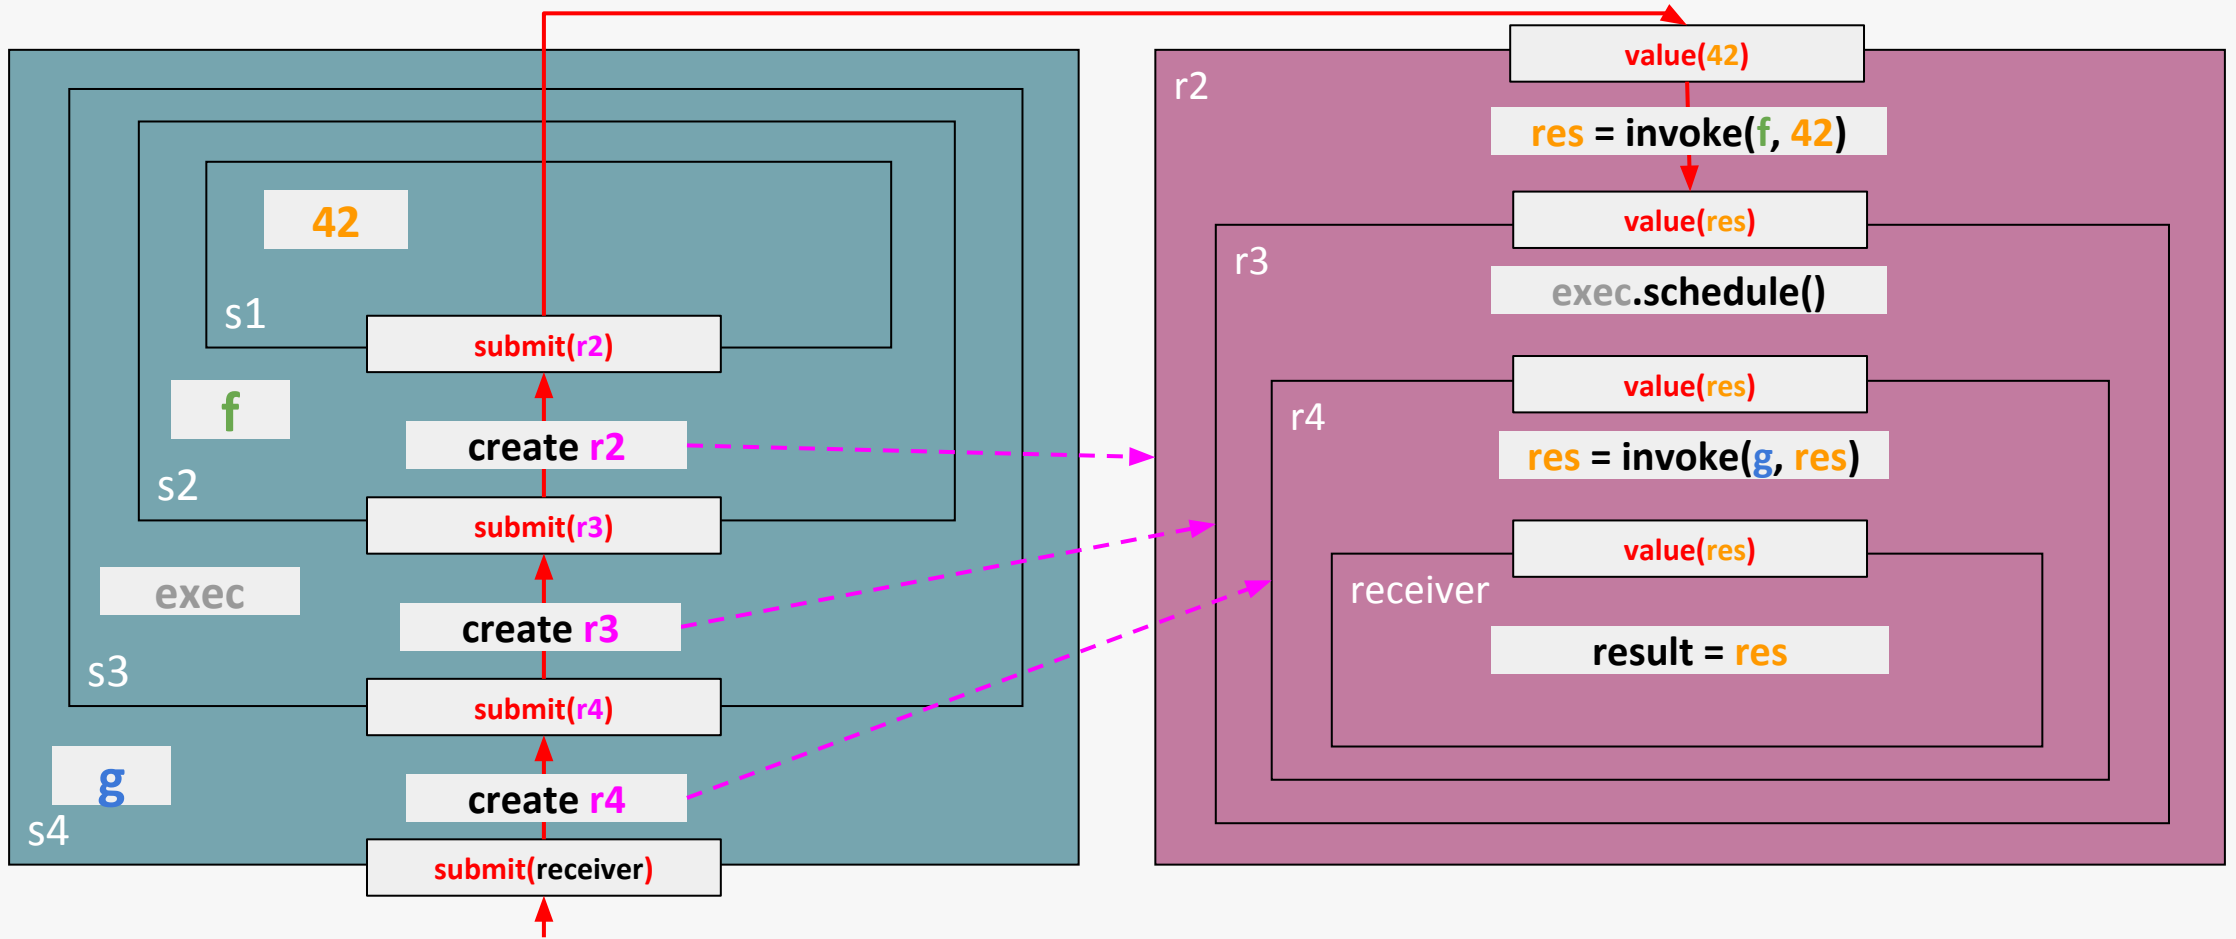 42
s1
submit(r2)
f
create r2
s2
submit(r3)
exec
create r3
s3
submit(r4)
g
create r4
s4
submit(receiver)
value(42)
r2
res = invoke(f, 42)
value(res)
r3
exec.schedule()
value(res)
r4
res = invoke(g, res)
value(res)
receiver
result = res